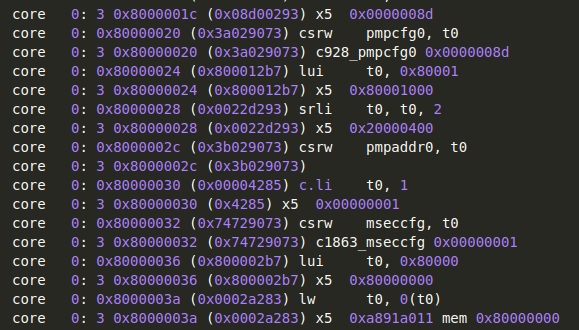 core   0: 3 0x8000001c (0x08d00293) x5  0x0000008d
core   0: 0x80000020 (0x3a029073) csrw    pmpcfg0, t0
core   0: 3 0x80000020 (0x3a029073) c928_pmpcfg0 0x0000008d
core   0: 0x80000024 (0x800012b7) lui     t0, 0x80001
core   0: 3 0x80000024 (0x800012b7) x5  0x80001000
core   0: 0x80000028 (0x0022d293) srli    t0, t0, 2
core   0: 3 0x80000028 (0x0022d293) x5  0x20000400
core   0: 0x8000002c (0x3b029073) csrw    pmpaddr0, t0
core   0: 3 0x8000002c (0x3b029073)
core   0: 0x80000030 (0x00004285) c.li    t0, 1
core   0: 3 0x80000030 (0x4285) x5  0x00000001
core   0: 0x80000032 (0x74729073) csrw    mseccfg, t0
core   0: 3 0x80000032 (0x74729073) c1863_mseccfg 0x00000001
core   0: 0x80000036 (0x800002b7) lui     t0, 0x80000
core   0: 3 0x80000036 (0x800002b7) x5  0x80000000
core   0: 0x8000003a (0x0002a283) lw      t0, 0(t0)
core   0: 3 0x8000003a (0x0002a283) x5  0xa891a011 mem 0x80000000